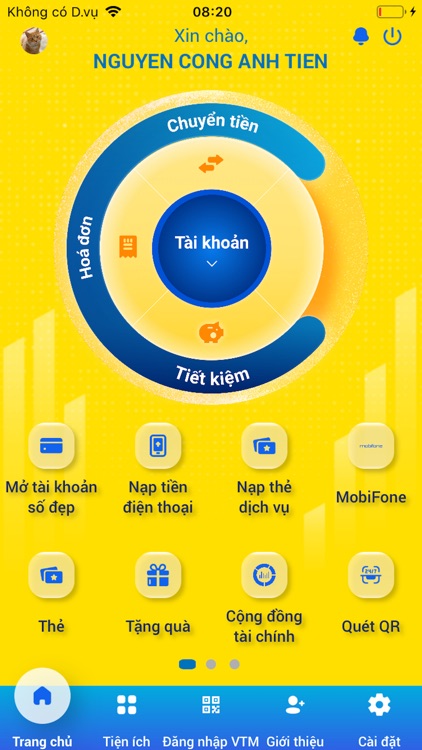 Không có D.vụ
08:20
Xin chào,
NGUYEN CONG ANH TIEN
Chuyển tiền
Hoá đơn
Tài khoản
Tiết kiệm
Mở tài khoản
số đẹp
Nạp tiền
điện thoại
Nạp thẻ
dịch vụ
mobifone
MobiFone
Thẻ
Tặng quà
Cộng đồng
tài chính
24/7
Quét QR
Trang chủ
Tiện ích
Đăng nhập VTM
Giới thiệu
Cài đặt